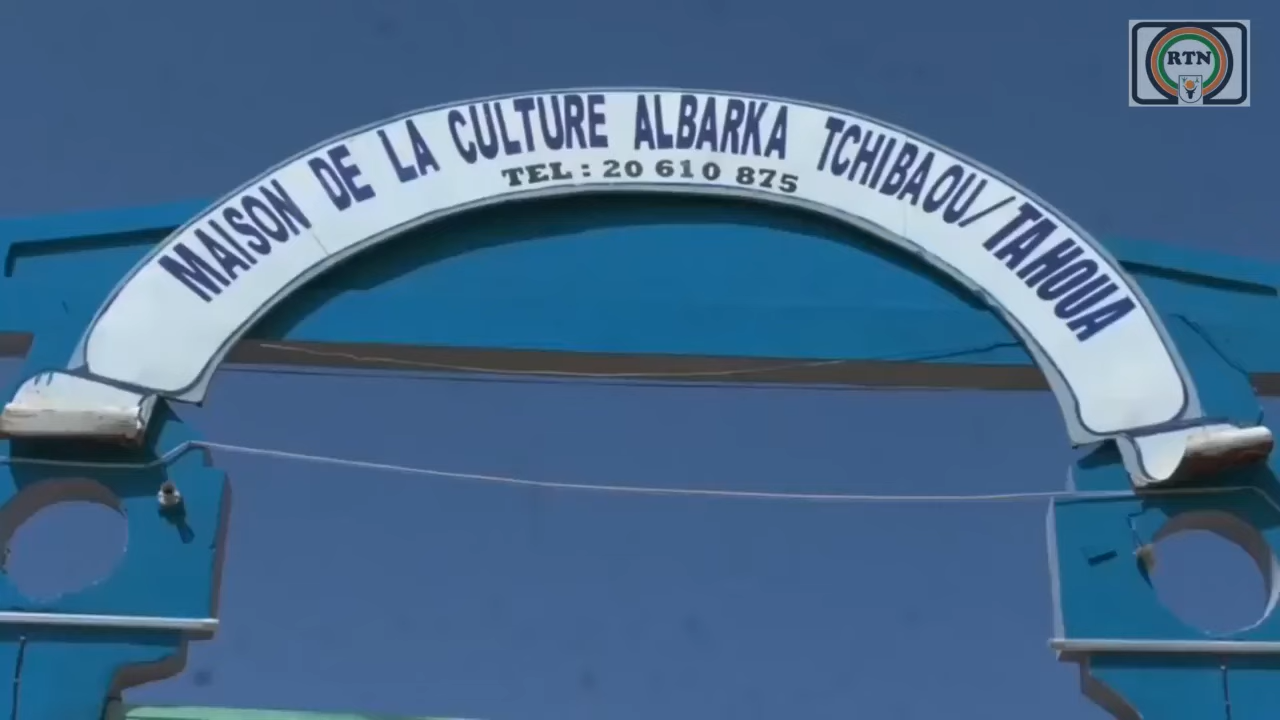 RTN
MAISON DE LA CULTURE ALBARKA TCHIBAOU/TAHOUA
TEL : 20 610 875